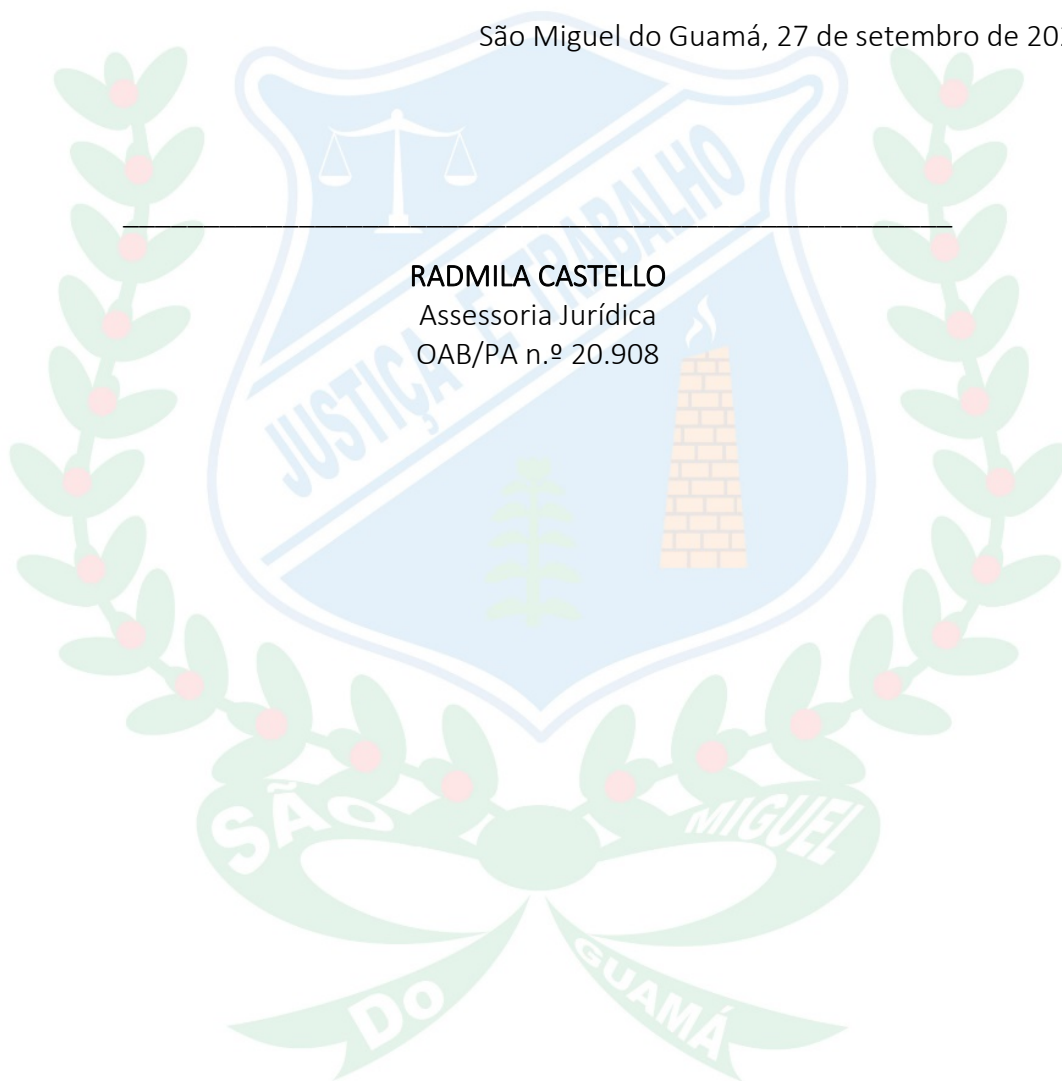 São Miguel do Guamá, 27 de setembro de
RADMILA CASTELLO
Assessoria Jurídica
OAB/PA n.º 20.908
JUSTIÇA E TRABALHO
SÃO MIGUEL
DO GUAMÁ